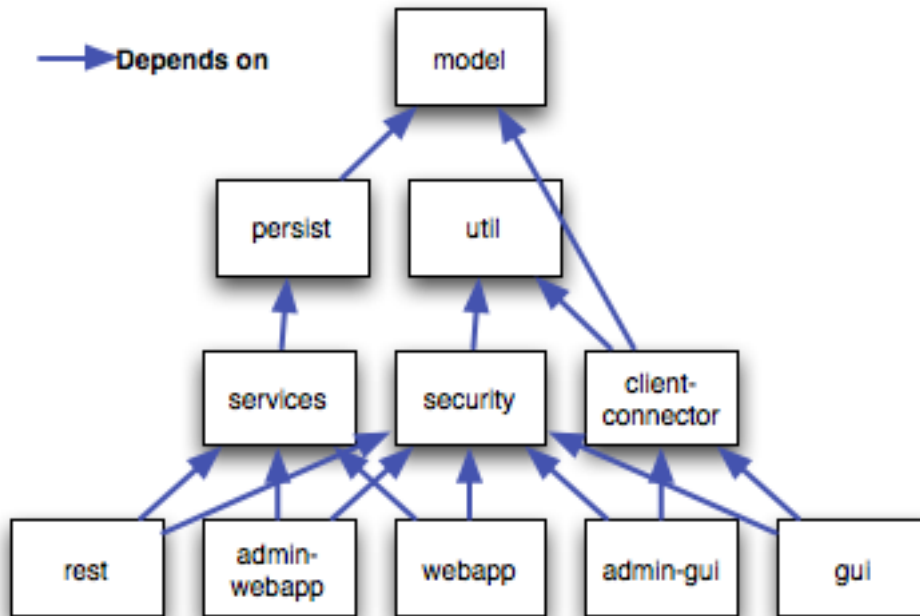 Depends on
model
persist
util
services
security
client-
connector
rest
admin-
webapp
webapp
admin-gui
gui